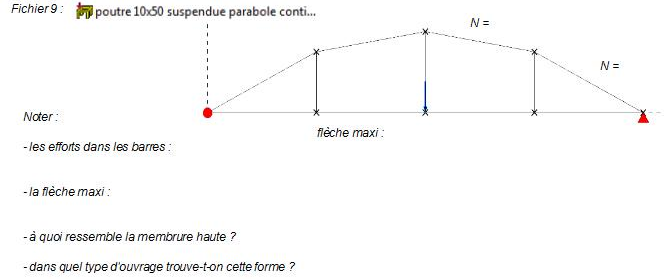 Fichier 9 : poutre 10x50 suspendue parabole conti...
N =
N =
flèche maxi :
Noter :
- les efforts dans les barres :
- la flèche maxi :
- à quoi ressemble la membrure haute ?
- dans quel type d'ouvrage trouve-t-on cette forme ?